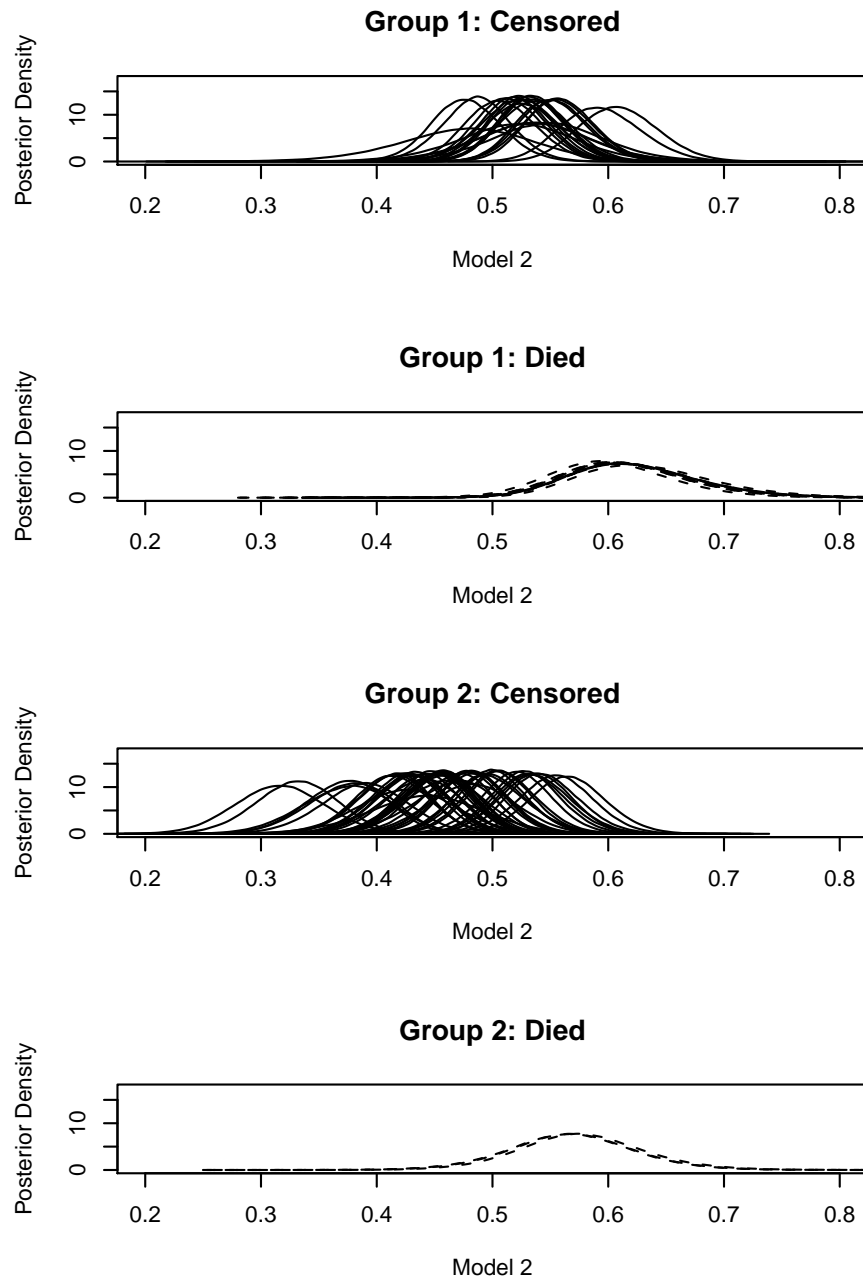 Group 1: Censored
Posterior Density
0 10
0.2 0.3 0.4 0.5 0.6 0.7 0.8
Model 2
Group 1: Died
Posterior Density
0 10
0.2 0.3 0.4 0.5 0.6 0.7 0.8
Model 2
Group 2: Censored
Posterior Density
0 10
0.2 0.3 0.4 0.5 0.6 0.7 0.8
Model 2
Group 2: Died
Posterior Density
0 10
0.2 0.3 0.4 0.5 0.6 0.7 0.8
Model 2